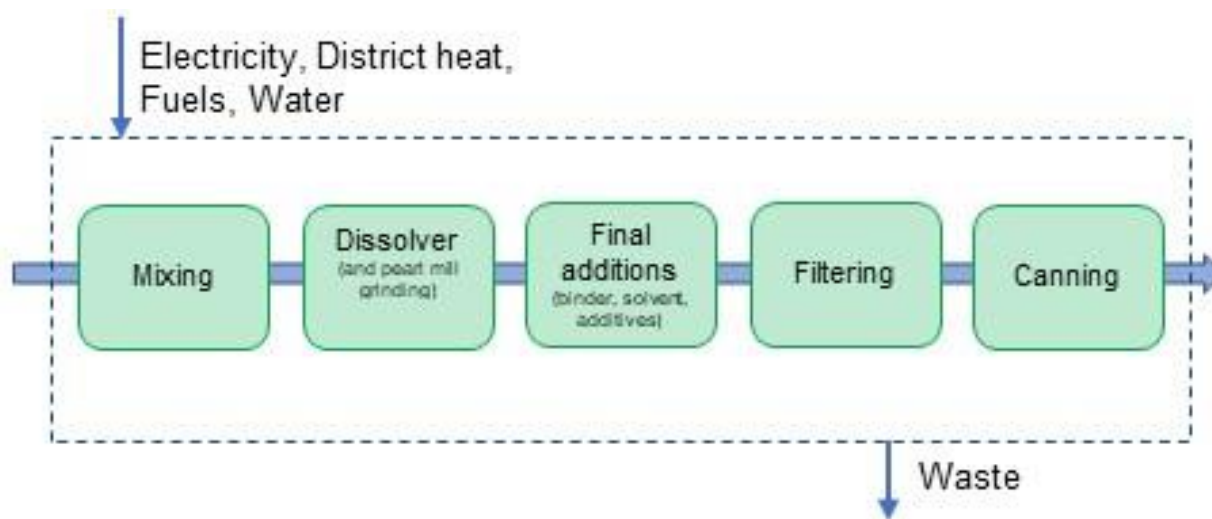 Electricity, District heat,
Fuels, Water
Mixing
Dissolver
(and pearl mill
grinding)
Final
additions
(binder, solvent,
additives)
Filtering
Canning
Waste